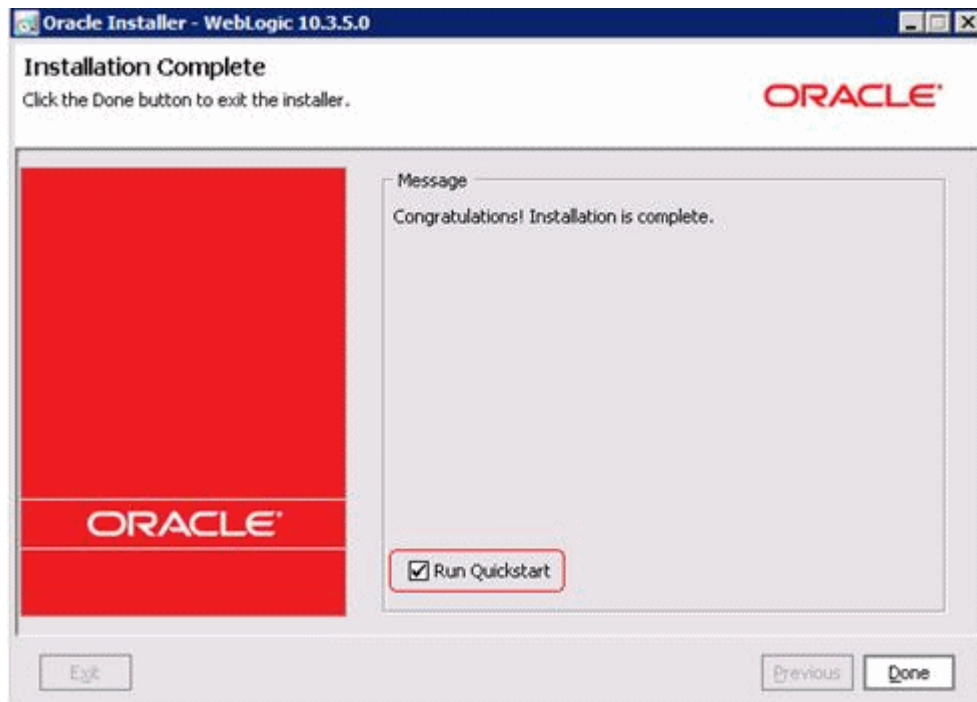 Oracle Installer - WebLogic 10.3.5.0
Installation Complete
Click the Done button to exit the installer.
ORACLE
Message
Congratulations! Installation is complete.
ORACLE
Run Quickstart
Exit
Previous
Done